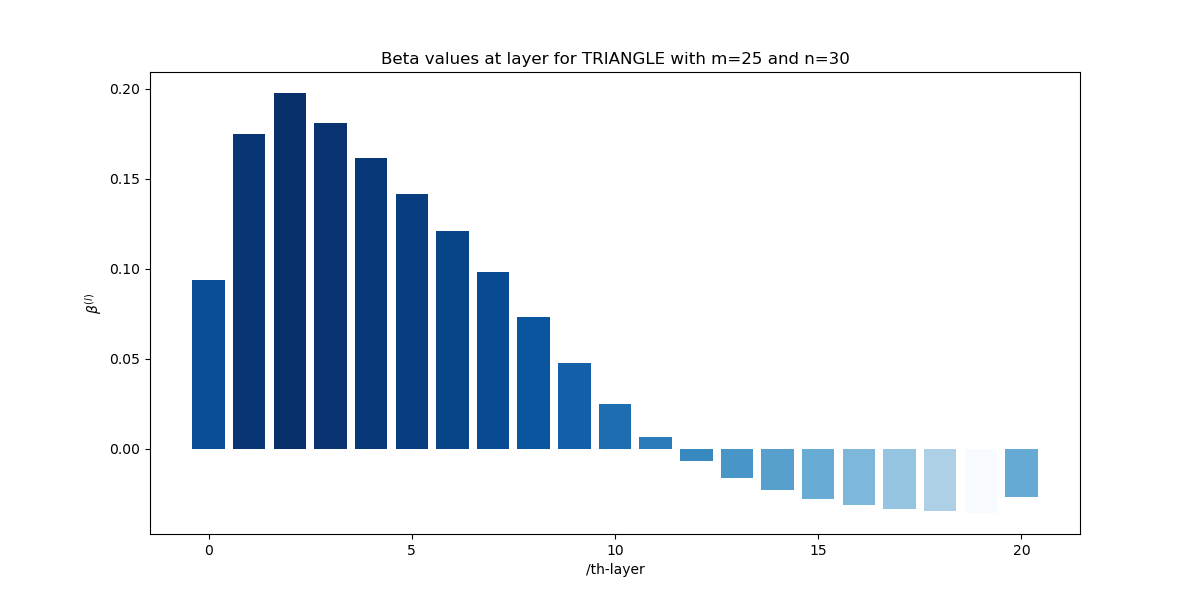 Beta values at layer for TRIANGLE with m=25 and n=30
0.20
0.15
0.10
0.05
0.00
β^(l)
0 5 10 15 20
/th-layer